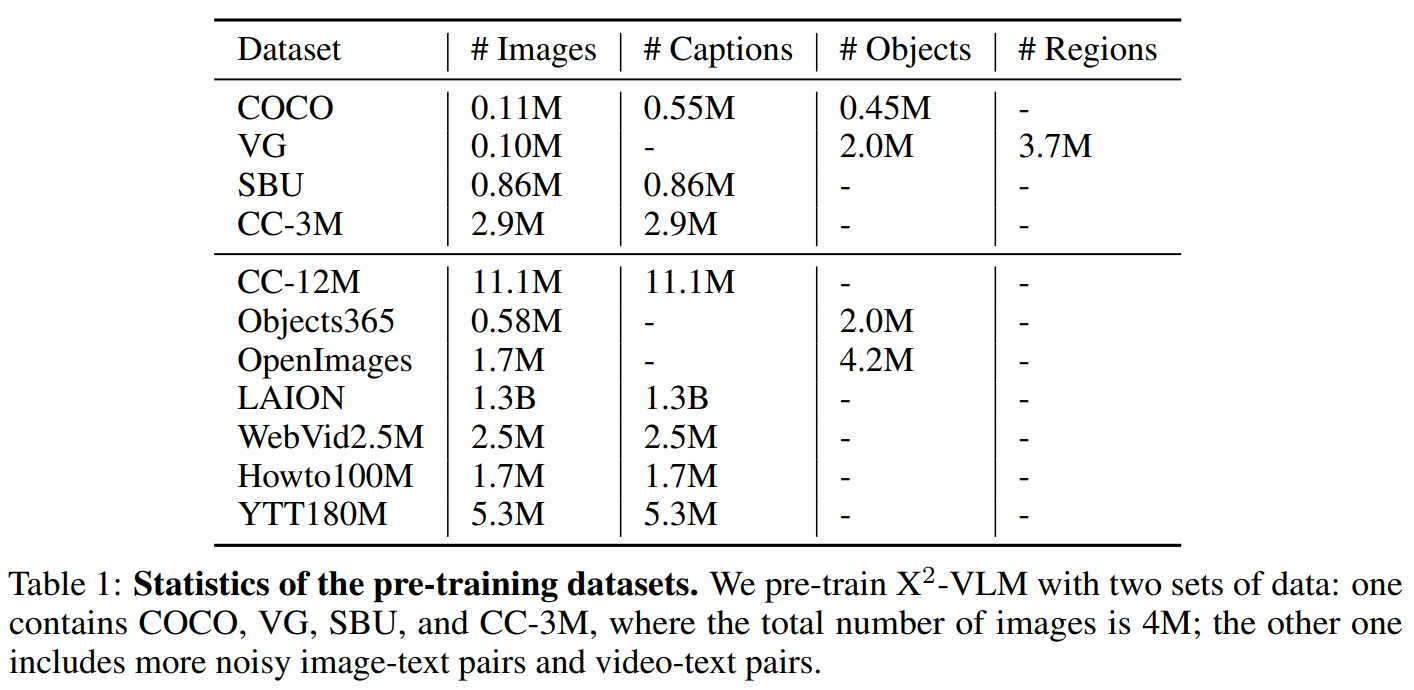 Dataset # Images # Captions # Objects # Regions
COCO 0.11M 0.55M 0.45M -
VG 0.10M - 2.0M 3.7M
SBU 0.86M 0.86M - -
CC-3M 2.9M 2.9M - -
CC-12M 11.1M 11.1M - -
Objects365 0.58M - 2.0M -
OpenImages 1.7M - 4.2M -
LAION 1.3B 1.3B - -
WebVid2.5M 2.5M 2.5M - -
Howto100M 1.7M 1.7M - -
YTT180M 5.3M 5.3M - -
Table 1: Statistics of the pre-training datasets. We pre-train X²-VLM with two sets of data: one
contains COCO, VG, SBU, and CC-3M, where the total number of images is 4M; the other one
includes more noisy image-text pairs and video-text pairs.